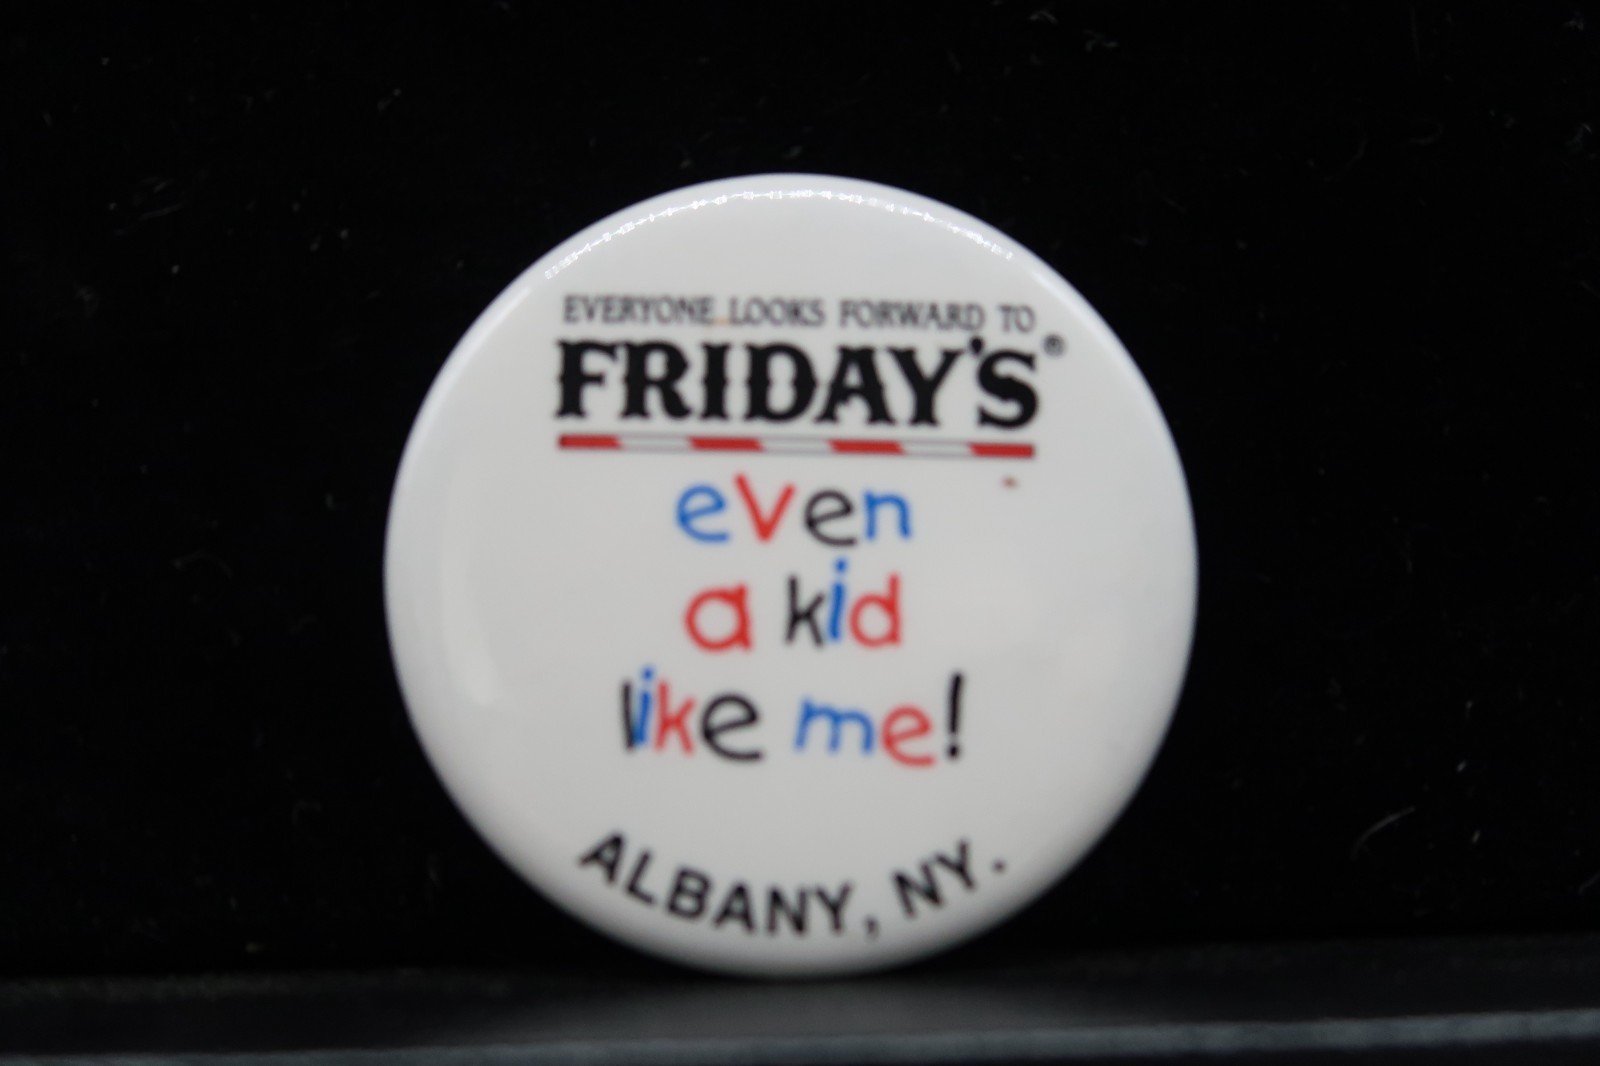 EVERYONE LOOKS FORWARD TO
FRIDAY'S®
even
a kid
like me!
ALBANY, NY.